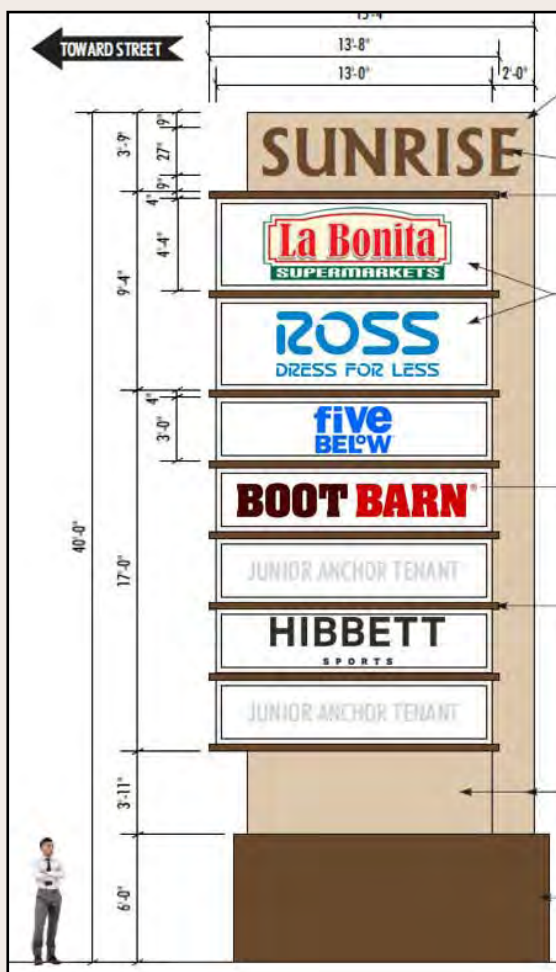 15'-4"
TOWARD STREET
13'-8"
13'-0"
2'-0"
3'-9"
9"
27"
9"
SUNRISE
4"
4'-4"
9'-4"
La Bonita
SUPERMARKETS
ROSS
DRESS FOR LESS
4"
3'-0"
five
BELOW
BOOT BARN®
40'-0"
17'-0"
JUNIOR ANCHOR TENANT
HIBBETT
SPORTS
JUNIOR ANCHOR TENANT
3'-11"
6'-0"